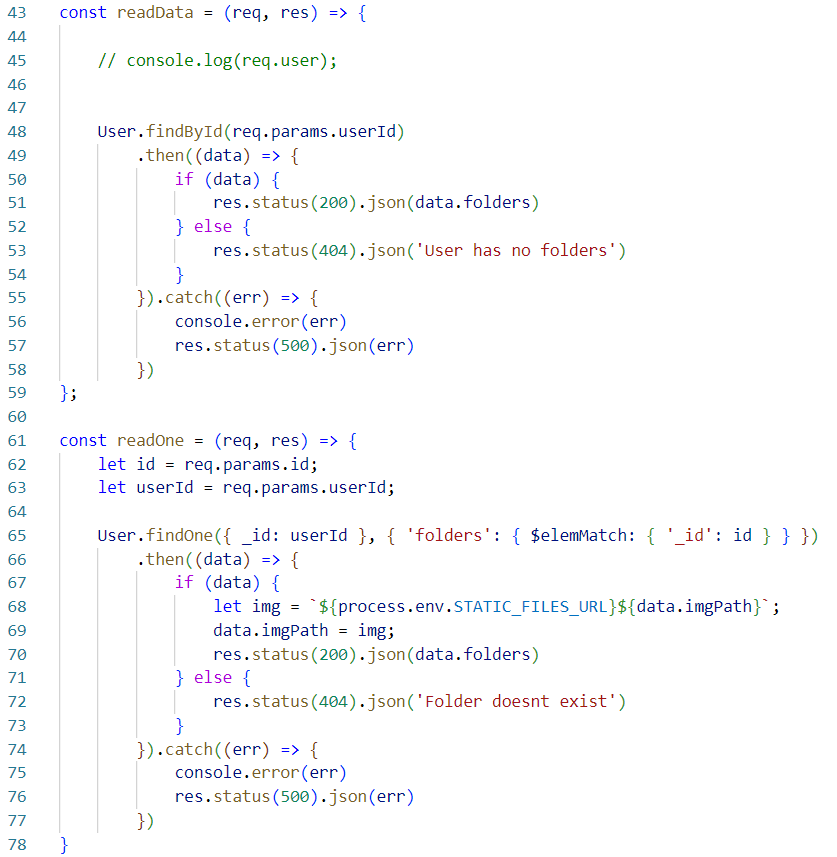 43 const readData = (req, res) => {
44
45     // console.log(req.user);
46
47
48     User.findById(req.params.userId)
49         .then((data) => {
50             if (data) {
51                 res.status(200).json(data.folders)
52             } else {
53                 res.status(404).json('User has no folders')
54             }
55         }).catch((err) => {
56             console.error(err)
57             res.status(500).json(err)
58         })
59 };
60
61 const readOne = (req, res) => {
62     let id = req.params.id;
63     let userId = req.params.userId;
64
65     User.findOne({ _id: userId }, { 'folders': { $elemMatch: { '_id': id } } })
66         .then((data) => {
67             if (data) {
68                 let img = `${process.env.STATIC_FILES_URL}${data.imgPath}`;
69                 data.imgPath = img;
70                 res.status(200).json(data.folders)
71             } else {
72                 res.status(404).json('Folder doesnt exist')
73             }
74         }).catch((err) => {
75             console.error(err)
76             res.status(500).json(err)
77         })
78 }